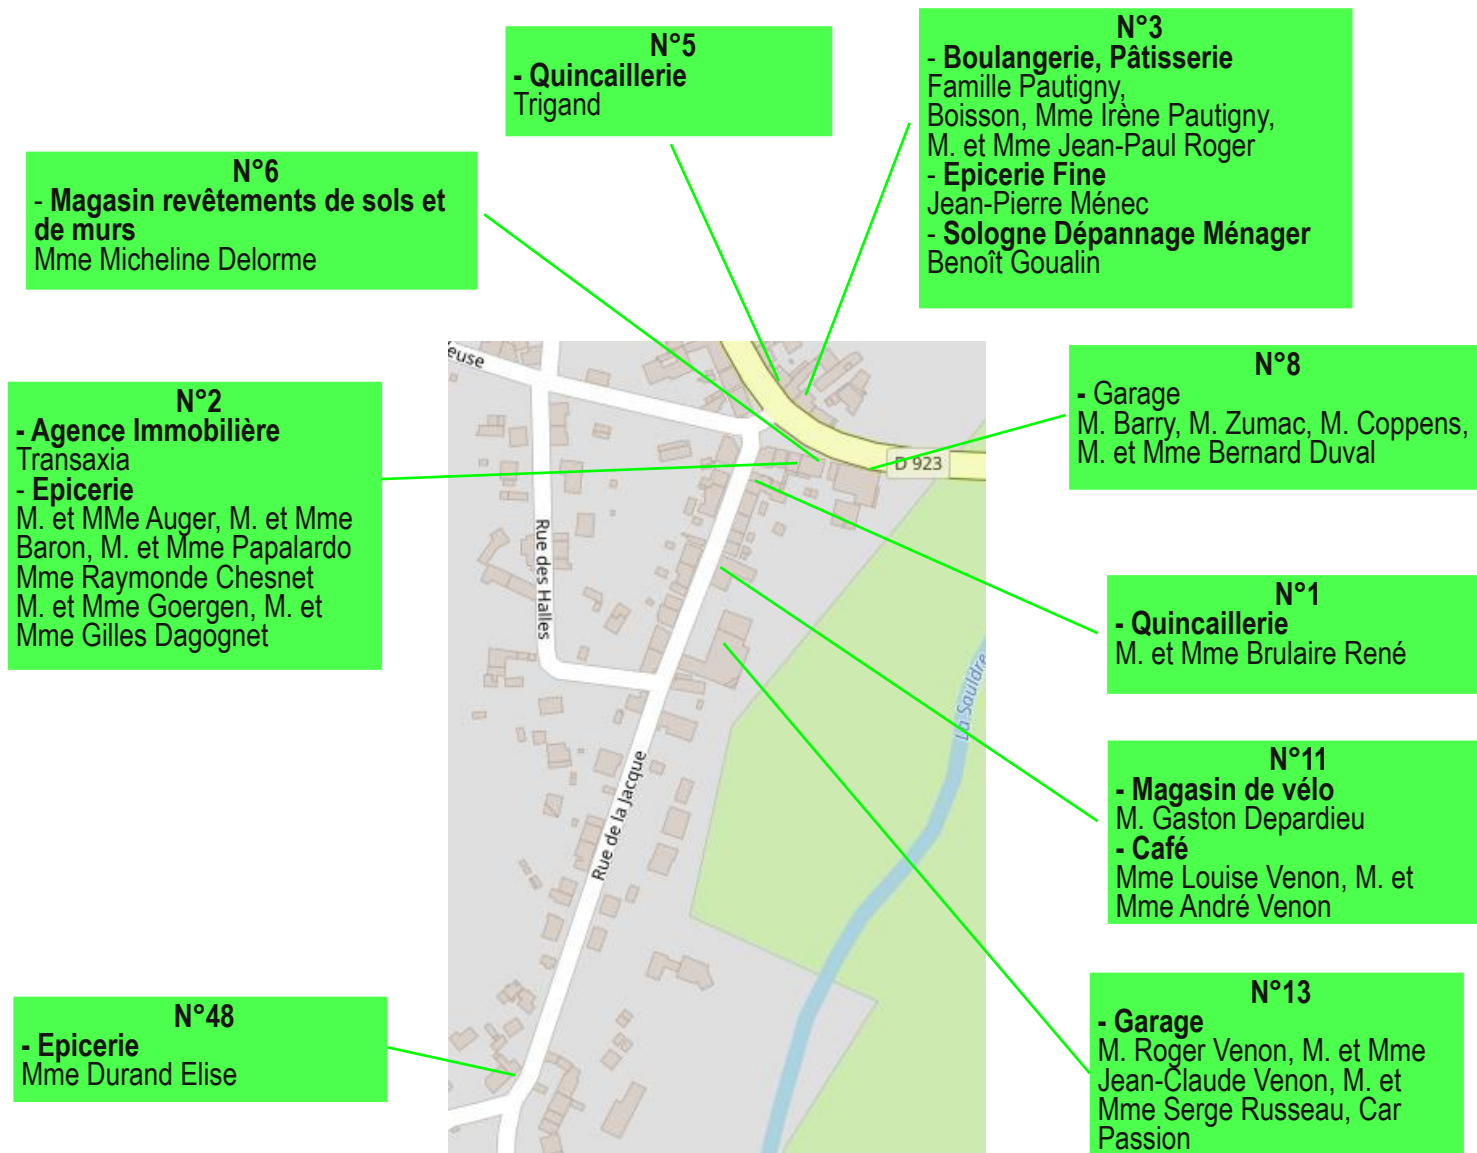 N°5
- Quincaillerie
Trigand
N°3
- Boulangerie, Pâtisserie
Famille Pautigny,
Boisson, Mme Irène Pautigny,
M. et Mme Jean-Paul Roger
- Epicerie Fine
Jean-Pierre Ménec
- Sologne Dépannage Ménager
Benoît Goualin
N°6
- Magasin revêtements de sols et
de murs
Mme Micheline Delorme
N°2
- Agence Immobilière
Transaxia
- Epicerie
M. et MMe Auger, M. et Mme
Baron, M. et Mme Papalardo
Mme Raymonde Chesnet
M. et Mme Goergen, M. et
Mme Gilles Dagognet
N°8
- Garage
M. Barry, M. Zumac, M. Coppens,
M. et Mme Bernard Duval
N°1
- Quincaillerie
M. et Mme Brulaire René
N°11
- Magasin de vélo
M. Gaston Depardieu
- Café
Mme Louise Venon, M. et
Mme André Venon
N°13
- Garage
M. Roger Venon, M. et Mme
Jean-Claude Venon, M. et
Mme Serge Russeau, Car
Passion
N°48
- Epicerie
Mme Durand Elise
D 923
Rue des Halles
Rue de la Jacque
La Sauldre